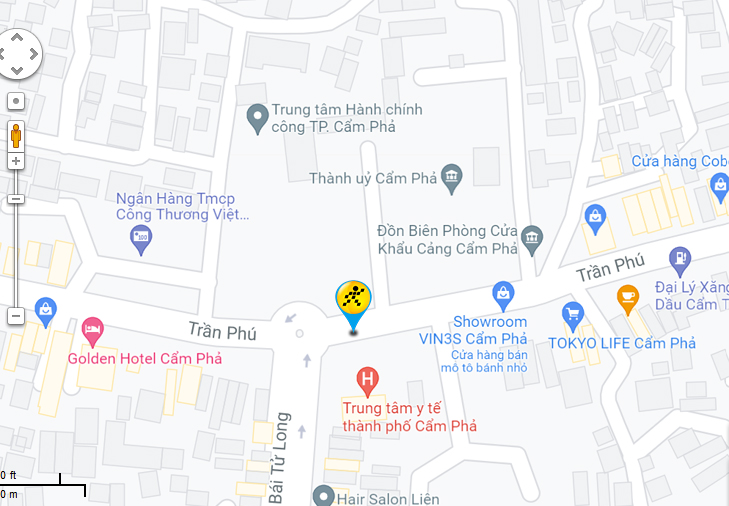 Trung tâm Hành chính
công TP. Cẩm Phả
Cửa hàng Cob
Thành uỷ Cẩm Phả
Ngân Hàng Tmcp
Công Thương Việt...
Đồn Biên Phòng Cửa
Khẩu Cảng Cẩm Phả
Trần Phú
Đại Lý Xăng
Dầu Cẩm T
Showroom
VIN3S Cẩm Phả
Cửa hàng bán
mô tô bánh nhỏ
TOKYO LIFE Cẩm Phả
Trần Phú
Golden Hotel Cẩm Phả
H
Trung tâm y tế
thành phố Cẩm Phả
Bái Tử Long
0 ft
0 m
Hair Salon Liên